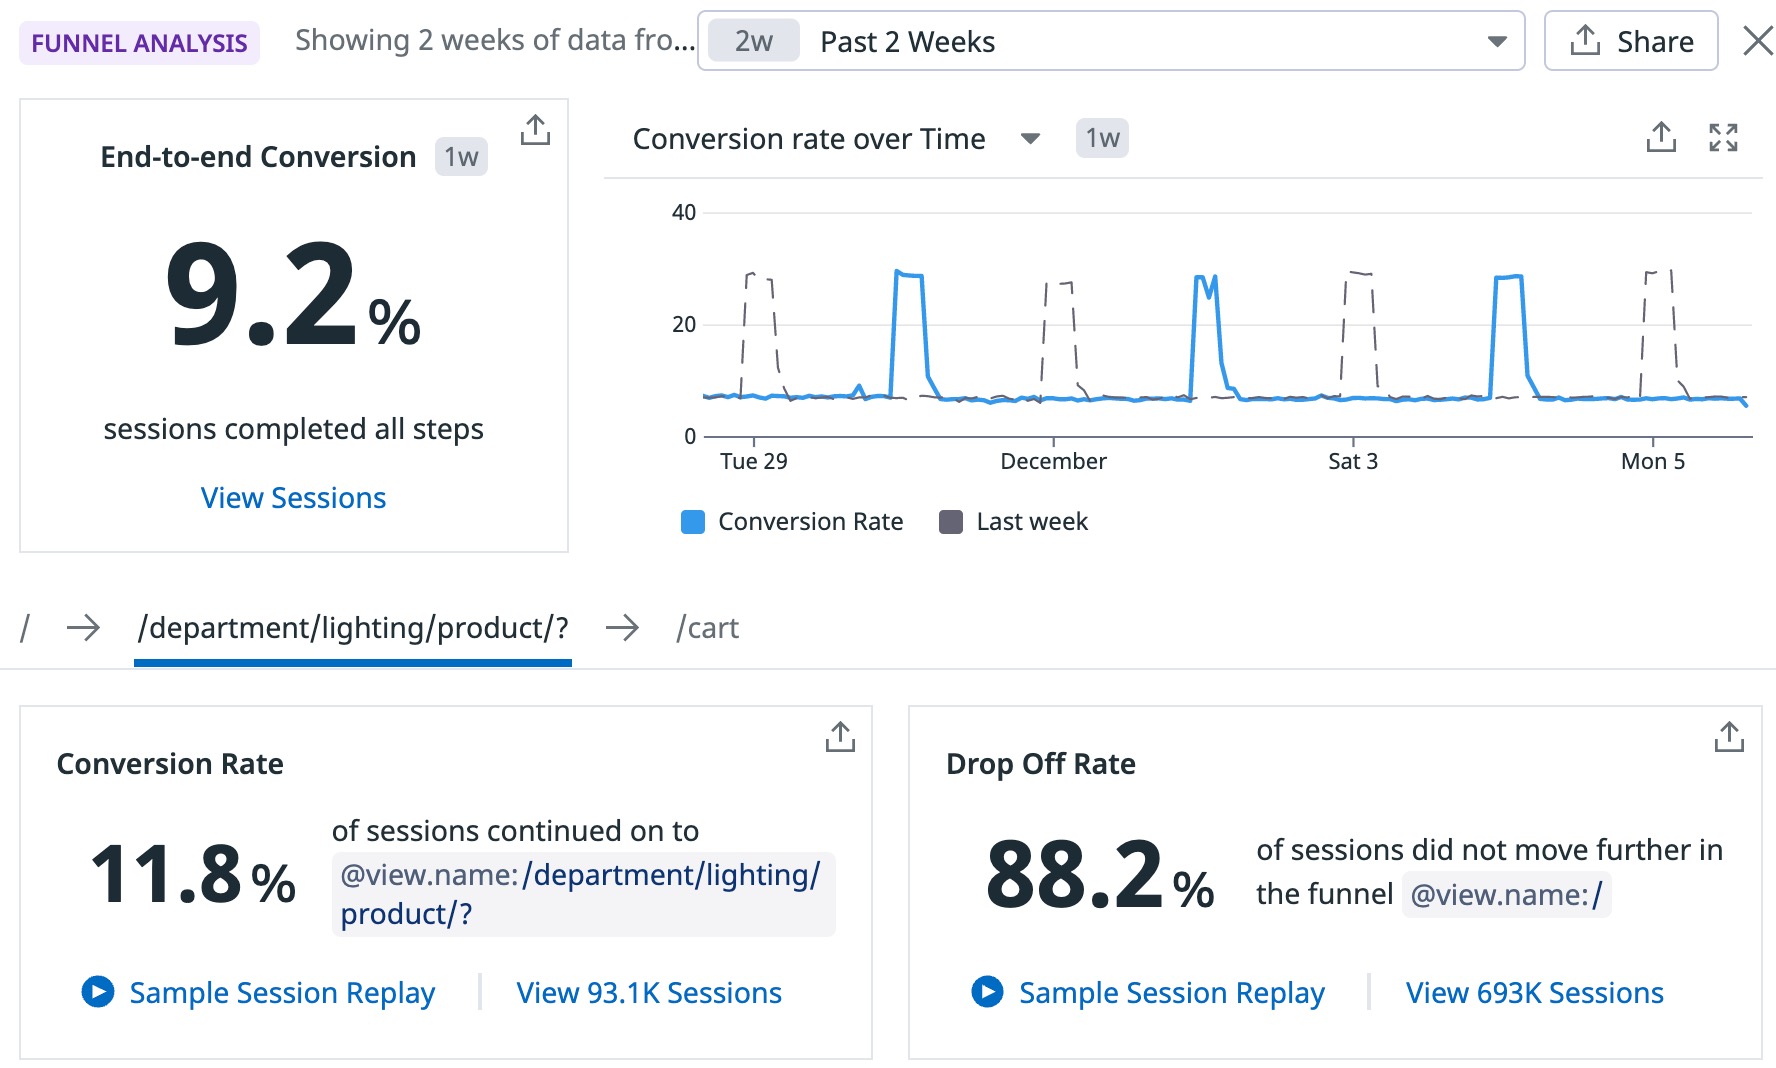 FUNNEL ANALYSIS
Showing 2 weeks of data fro...
2w Past 2 Weeks
Share
End-to-end Conversion 1w
9.2%
sessions completed all steps
View Sessions
Conversion rate over Time 1w
40
20
0
Tue 29 December Sat 3 Mon 5
Conversion Rate Last week
/ → /department/lighting/product/? → /cart
Conversion Rate
11.8%
of sessions continued on to
@view.name:/department/lighting/
product/?
Sample Session Replay
View 93.1K Sessions
Drop Off Rate
88.2%
of sessions did not move further in
the funnel @view.name:/
Sample Session Replay
View 693K Sessions